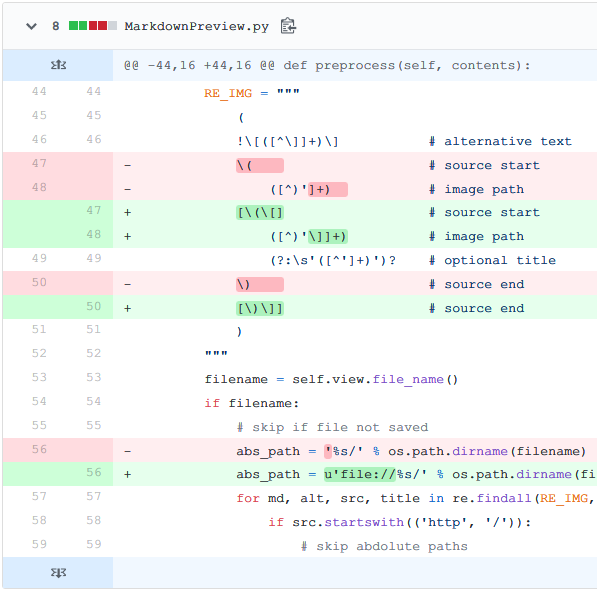 8 MarkdownPreview.py
@@ -44,16 +44,16 @@ def preprocess(self, contents):
44 44 RE_IMG = """
45 45 (
46 46 !\[([^\]]+)\] # alternative text
47 - \( # source start
48 - ([^)']+) # image path
47 + [\(\[] # source start
48 + ([^)'\]]+) # image path
49 49 (?:\s'([^']+)')? # optional title
50 - \) # source end
50 + [\)\]] # source end
51 51 )
52 52 """
53 53 filename = self.view.file_name()
54 54 if filename:
55 55 # skip if file not saved
56 - abs_path = '%s/' % os.path.dirname(filename)
56 + abs_path = u'file://%s/' % os.path.dirname(fi
57 57 for md, alt, src, title in re.findall(RE_IMG,
58 58 if src.startswith(('http', '/')):
59 59 # skip abdolute paths